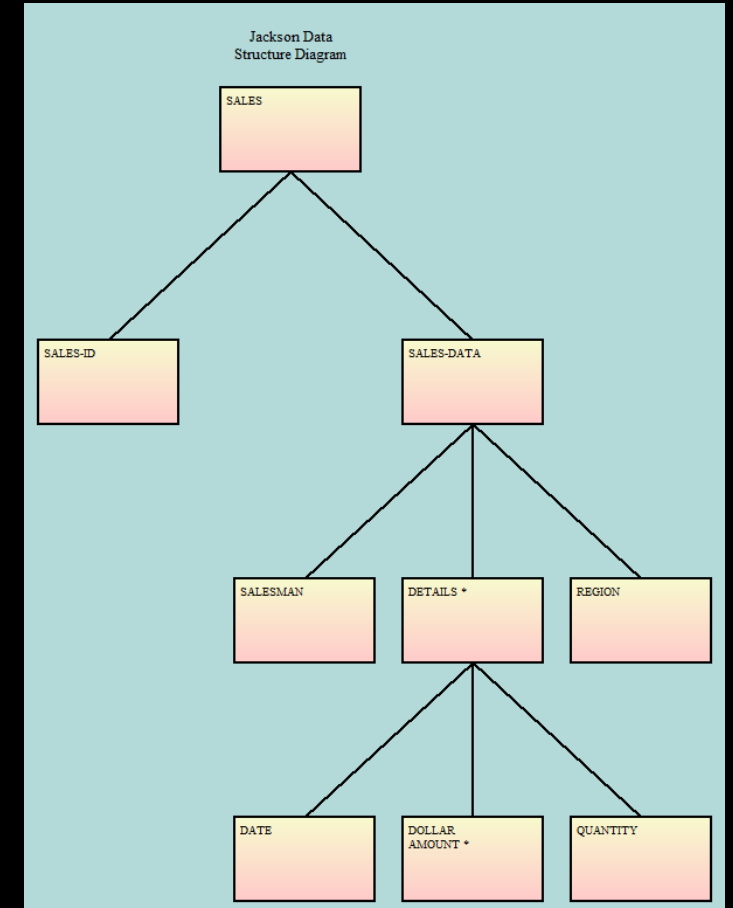 Jackson Data
Structure Diagram
SALES
SALES-ID
SALES-DATA
SALESMAN
DETAILS *
REGION
DATE
DOLLAR
AMOUNT *
QUANTITY